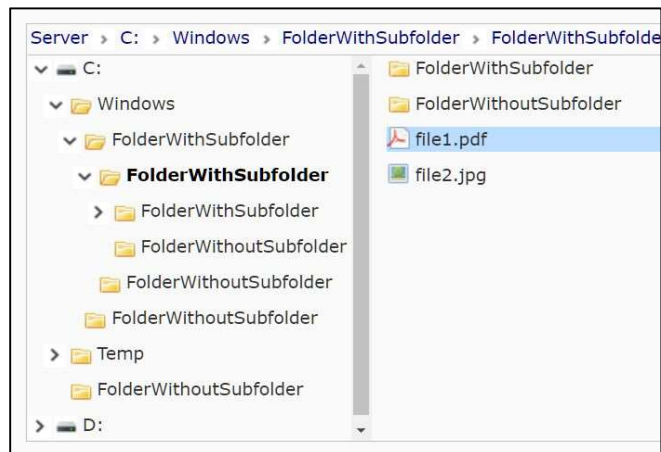 Server > C: > Windows > FolderWithSubfolder > FolderWithSubfolde
C:
Windows
FolderWithSubfolder
FolderWithSubfolder
FolderWithSubfolder
FolderWithoutSubfolder
FolderWithoutSubfolder
FolderWithoutSubfolder
Temp
FolderWithoutSubfolder
D:
FolderWithSubfolder
FolderWithoutSubfolder
file1.pdf
file2.jpg